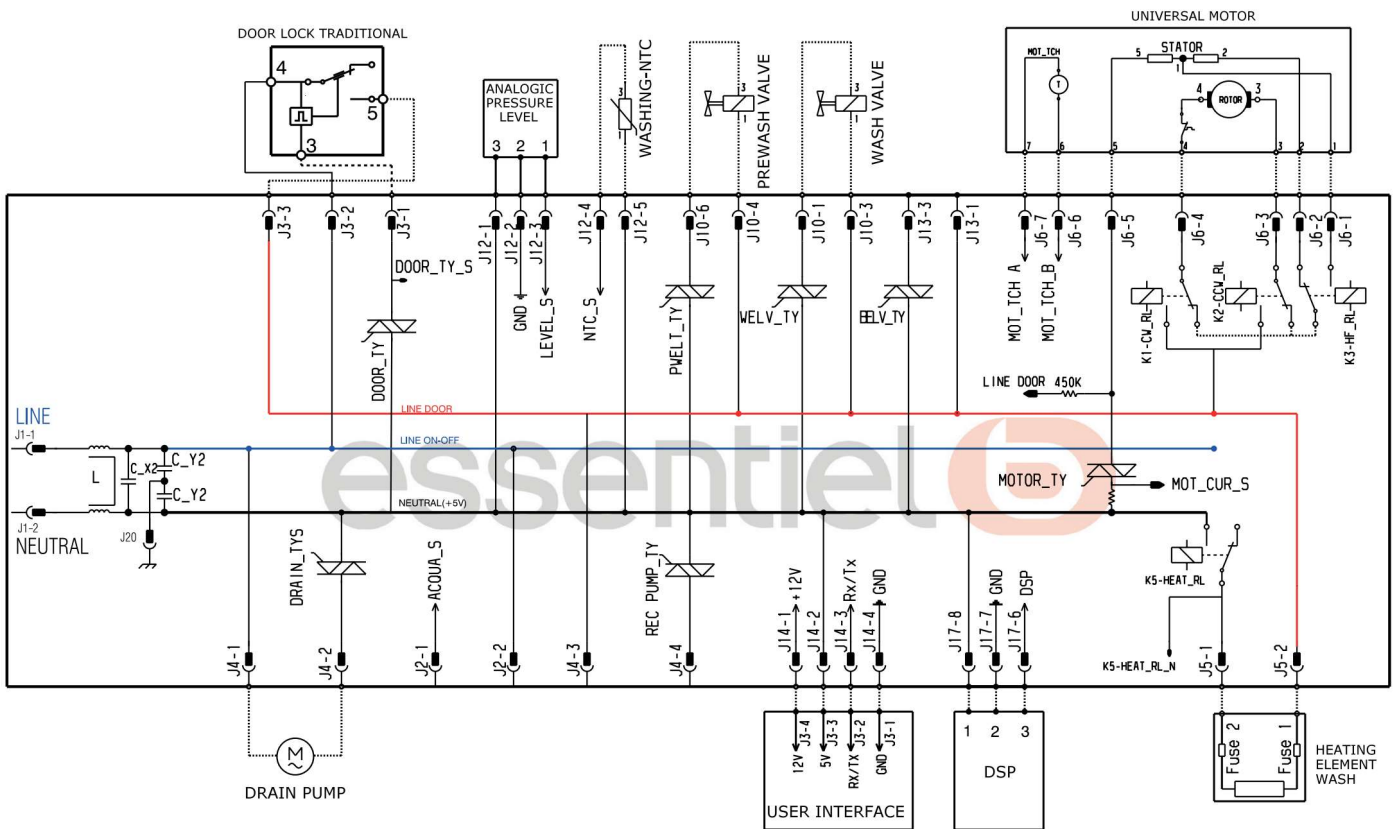 UNIVERSAL MOTOR
DOOR LOCK TRADITIONAL
4
5
3
ANALOGIC
PRESSURE
LEVEL
3 2 1
WASHING-NTC
3
1
PREWASH VALVE
3
1
WASH VALVE
3
1
MOT_TCH
T
5 STATOR 2
1
4 ROTOR 3
7 6 5 4 3 2 1
J3-3
J3-2
J3-1
J12-1
J12-2
J12-3
J12-4
J12-5
J10-6
J10-4
J10-1
J10-3
J13-3
J13-1
J6-7
J6-6
J6-5
J6-4
J6-3
J6-2
J6-1
DOOR_TY_S
DOOR_TY
GND
LEVEL_S
NTC_S
PWELT_TY
WELV_TY
EELV_TY
MOT_TCH A
MOT_TCH_B
K1-CW_RL
K2-CCW_RL
K3-HF_RL
LINE DOOR 450K
LINE DOOR
LINE
J1-1
LINE ON-OFF
L
C_X2
C_Y2
C_Y2
essentiel b
MOTOR_TY
MOT_CUR_S
NEUTRAL(+5V)
J1-2
NEUTRAL
J20
DRAIN_TYS
ACQUA_S
REC PUMP_TY
+12V
Rx/Tx
GND
GND
DSP
K5-HEAT_RL
K5-HEAT_RL_N
J4-1
J4-2
J2-1
J2-2
J4-3
J4-4
J14-1
J14-2
J14-3
J14-4
J17-8
J17-7
J17-6
J5-1
J5-2
M
DRAIN PUMP
J3-4
J3-3
J3-2
J3-1
12V
5V
RX/TX
GND
USER INTERFACE
1 2 3
DSP
Fuse 2
Fuse 1
HEATING
ELEMENT
WASH